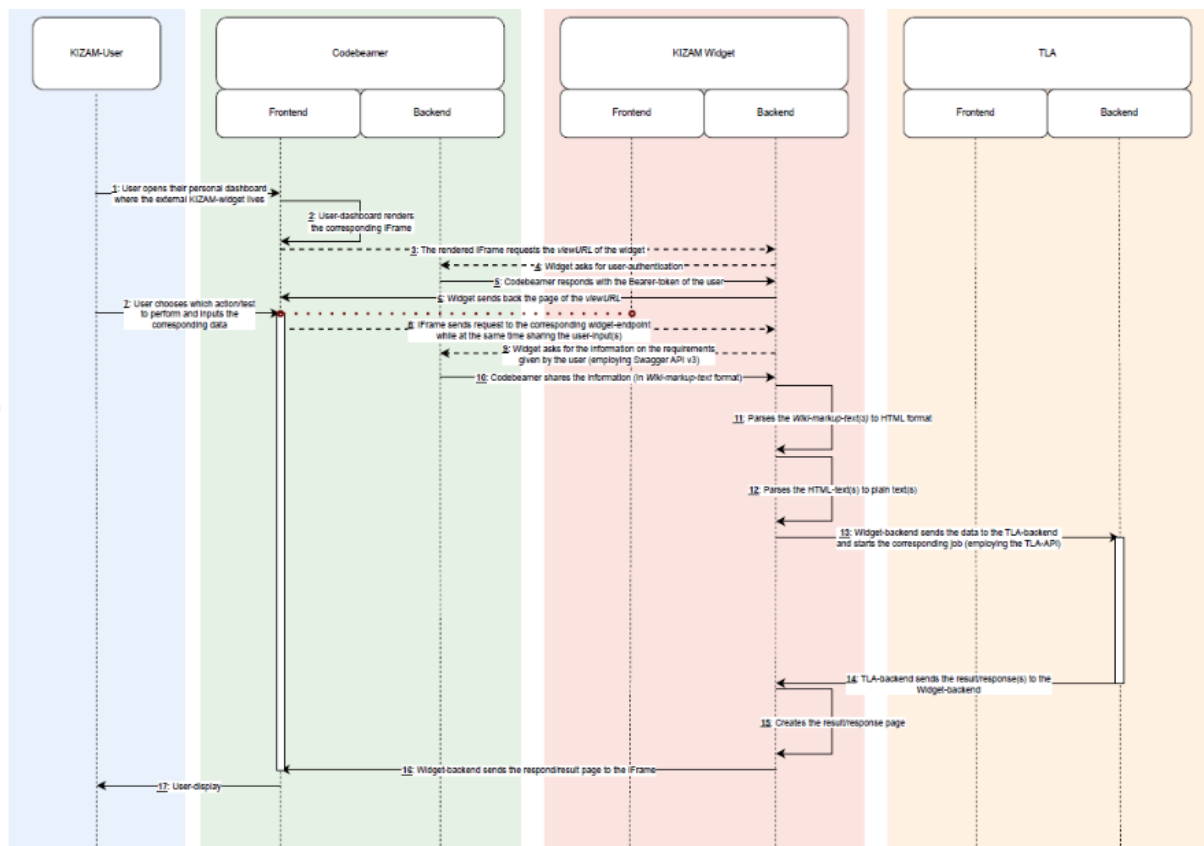 KIZAM-User
Codebeamer
KIZAM Widget
TLA
Frontend
Backend
Frontend
Backend
Frontend
Backend
1: User opens their personal dashboard
where the external KIZAM-widget lives
2: User-dashboard renders
the corresponding IFrame
3: The rendered IFrame requests the viewURL of the widget
4: Widget asks for user-authentication
5: Codebeamer responds with the Bearer-token of the user
6: Widget sends back the page of the viewURL
7: User chooses which action/test
to perform and inputs the
corresponding data
8: IFrame sends request to the corresponding widget-endpoint
while at the same time sharing the user-input(s)
9: Widget asks for the information on the requirements
given by the user (employing Swagger API v3)
10: Codebeamer shares the information (in Wiki-markup-text format)
11: Parses the Wiki-markup-text(s) to HTML format
12: Parses the HTML-text(s) to plain text(s)
13: Widget-backend sends the data to the TLA-backend
and starts the corresponding job (employing the TLA-API)
14: TLA-backend sends the result/response(s) to the
Widget-backend
15: Creates the result/response page
16: Widget-backend sends the respond/result page to the IFrame
17: User-display